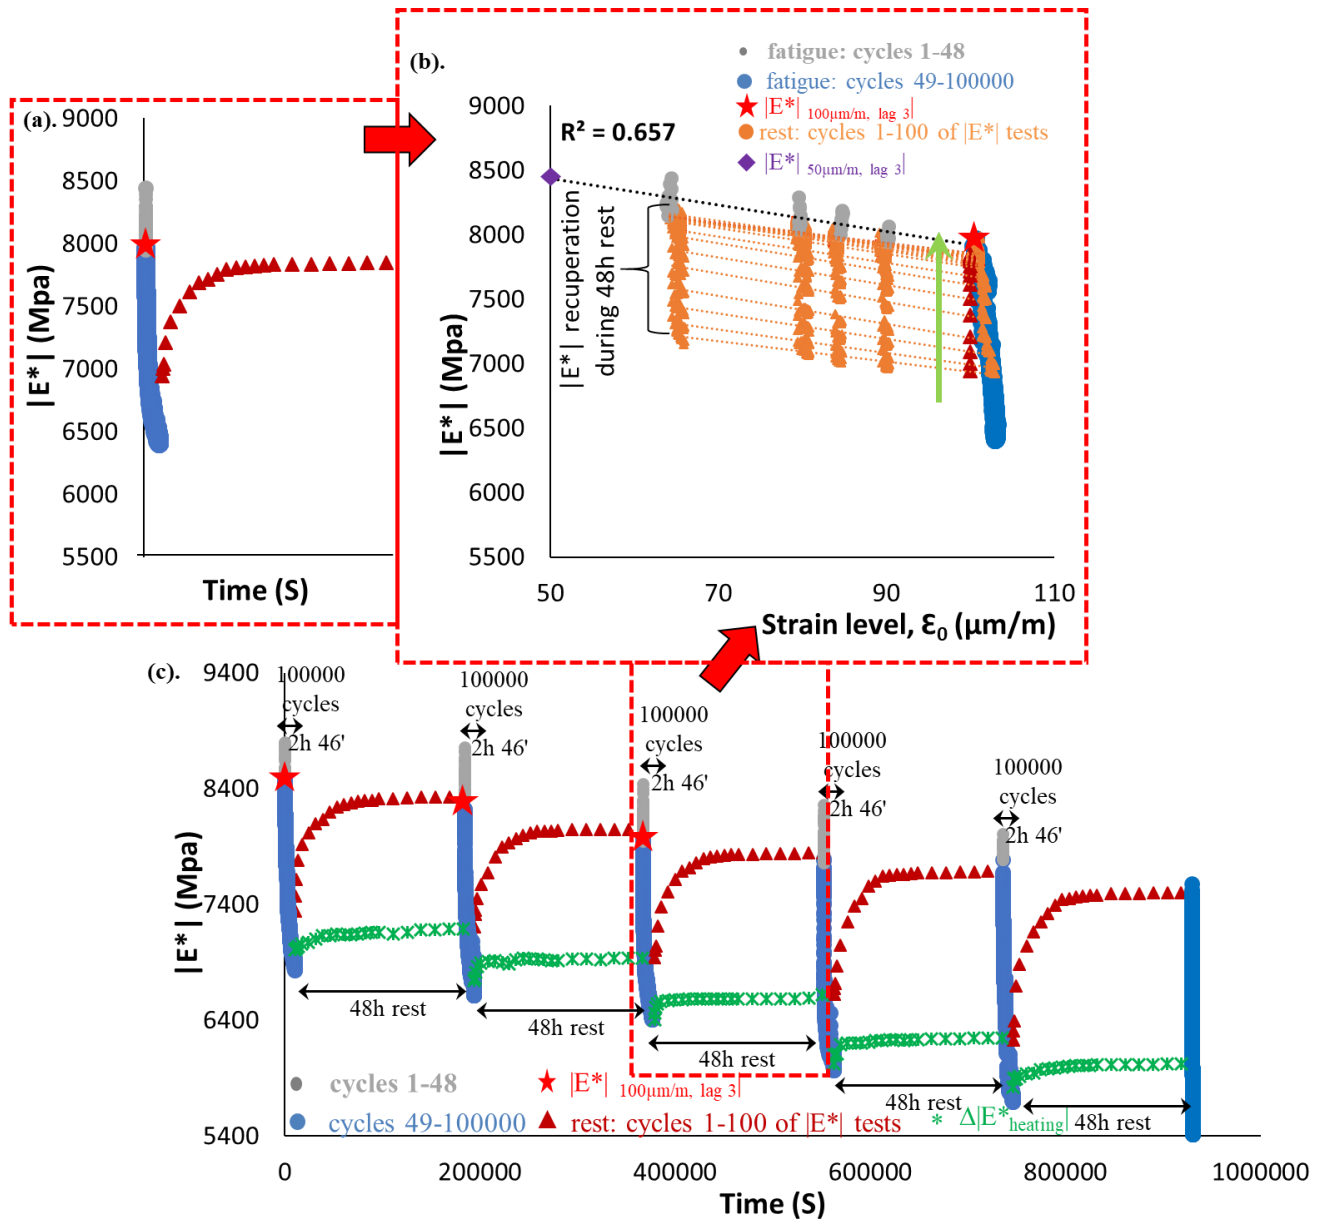 (a).
9000
8500
8000
7500
7000
6500
6000
5500
|E*| (Mpa)
Time (S)
(b).
fatigue: cycles 1-48
fatigue: cycles 49-100000
|E*| 100µm/m, lag 3|
rest: cycles 1-100 of |E*| tests
|E*| 50µm/m, lag 3|
R² = 0.657
9000
8500
8000
7500
7000
6500
6000
5500
|E*| (Mpa)
|E*| recuperation
during 48h rest
50
70
90
110
Strain level, Ɛ0 (µm/m)
(c).
9400
8400
7400
6400
5400
|E*| (Mpa)
100000
cycles
2h 46'
100000
cycles
2h 46'
100000
cycles
2h 46'
100000
cycles
2h 46'
100000
cycles
2h 46'
48h rest
48h rest
48h rest
48h rest
48h rest
cycles 1-48
|E*| 100µm/m, lag 3|
cycles 49-100000
rest: cycles 1-100 of |E*| tests
Δ|E*heating|
0
200000
400000
600000
800000
1000000
Time (S)